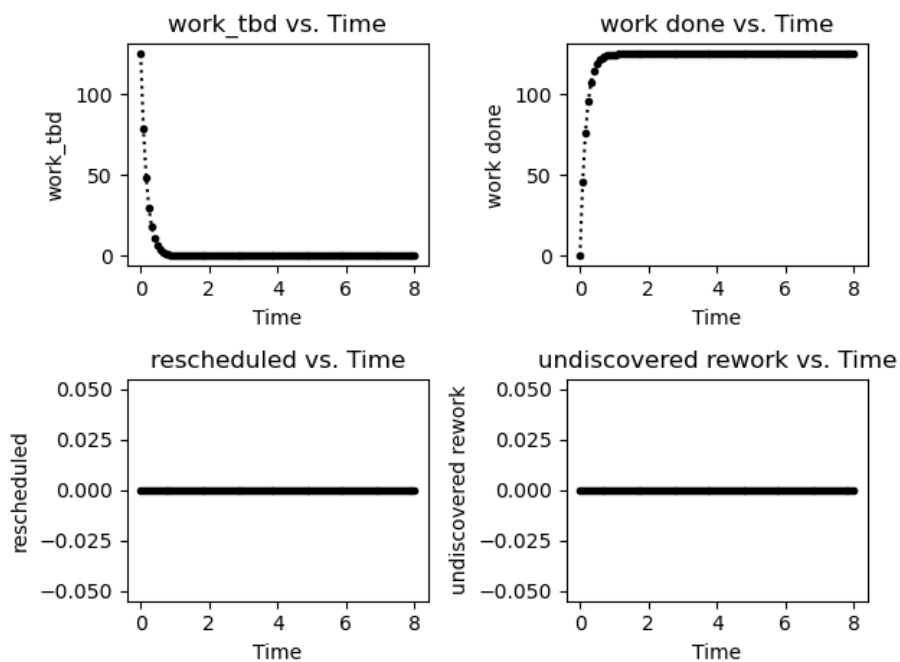 work_tbd vs. Time
work_tbd
100
50
0
0 2 4 6 8
Time
work done vs. Time
work done
100
50
0
0 2 4 6 8
Time
rescheduled vs. Time
rescheduled
0.050
0.025
0.000
−0.025
−0.050
0 2 4 6 8
Time
undiscovered rework vs. Time
undiscovered rework
0.050
0.025
0.000
−0.025
−0.050
0 2 4 6 8
Time